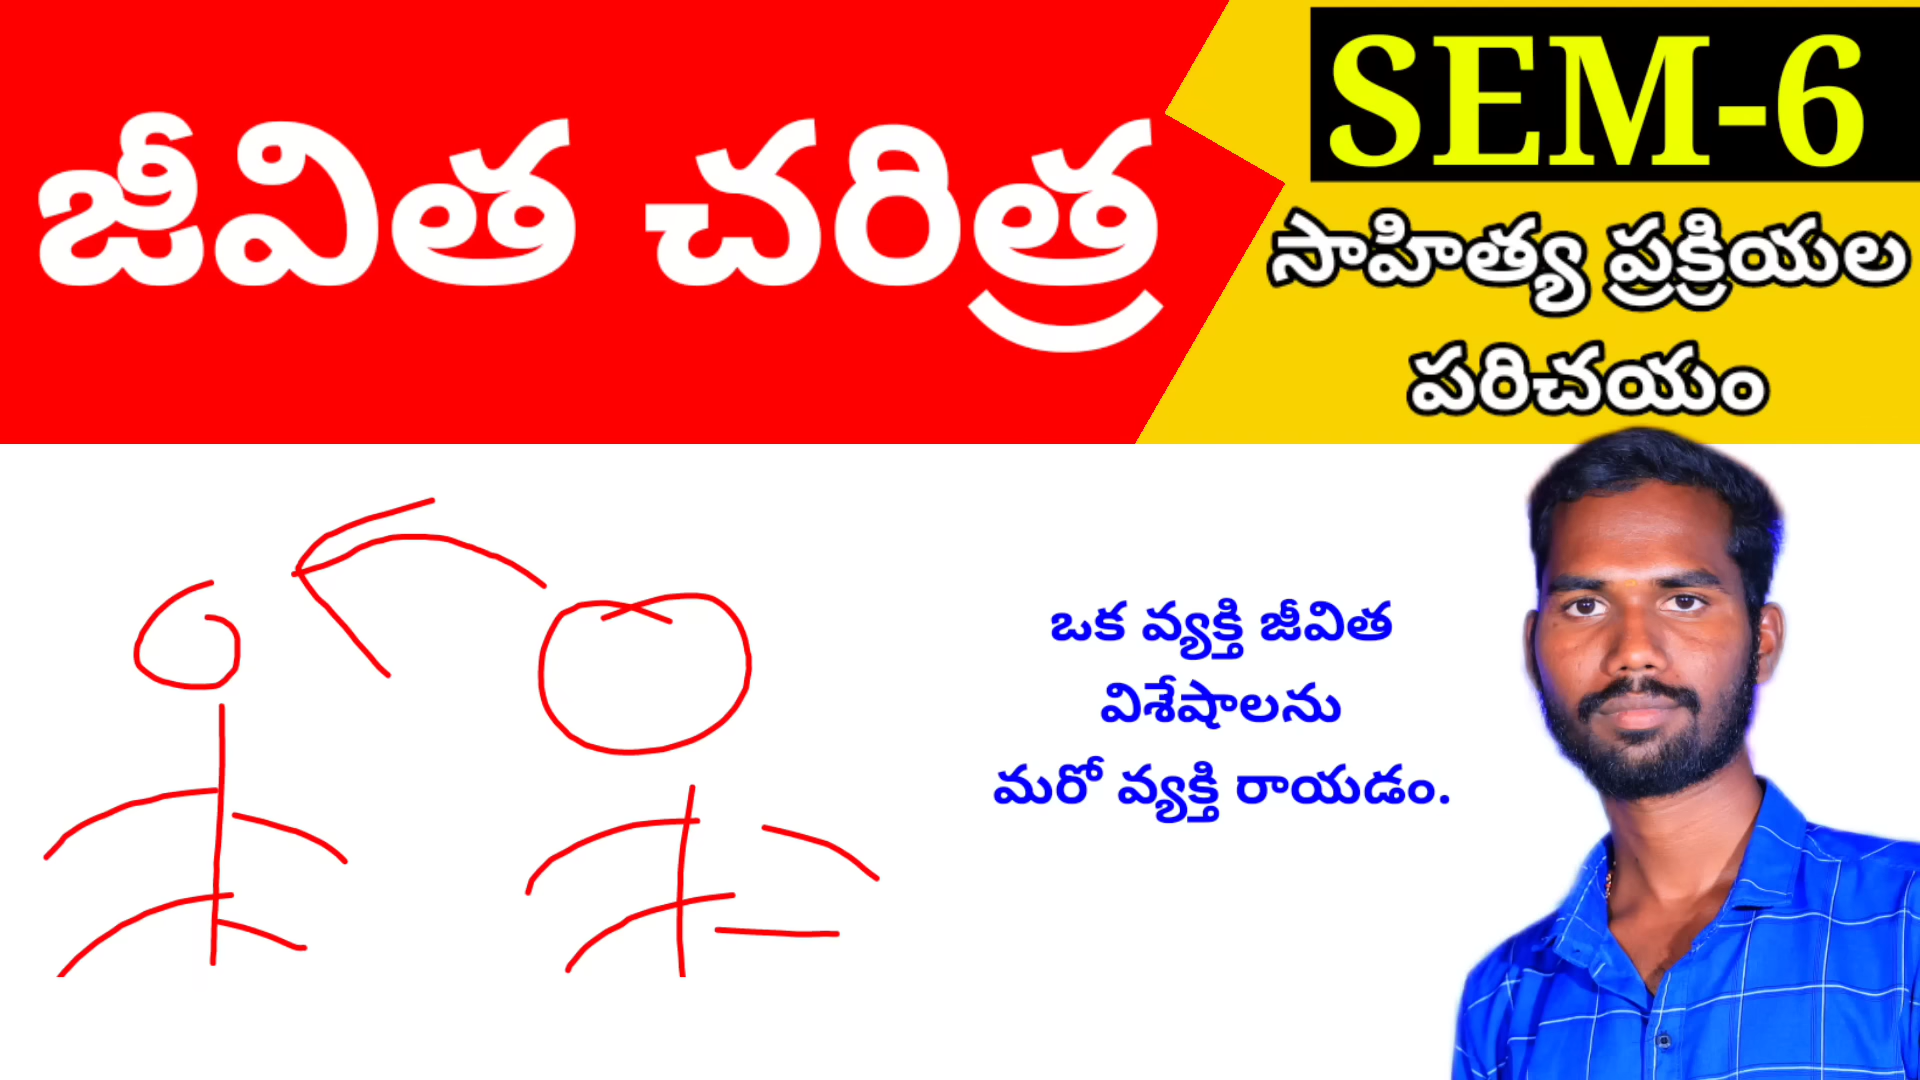 జీవిత చరిత్ర
SEM-6
సాహిత్య ప్రక్రియల
పరిచయం
ఒక వ్యక్తి జీవిత
విశేషాలను
మరో వ్యక్తి రాయడం.